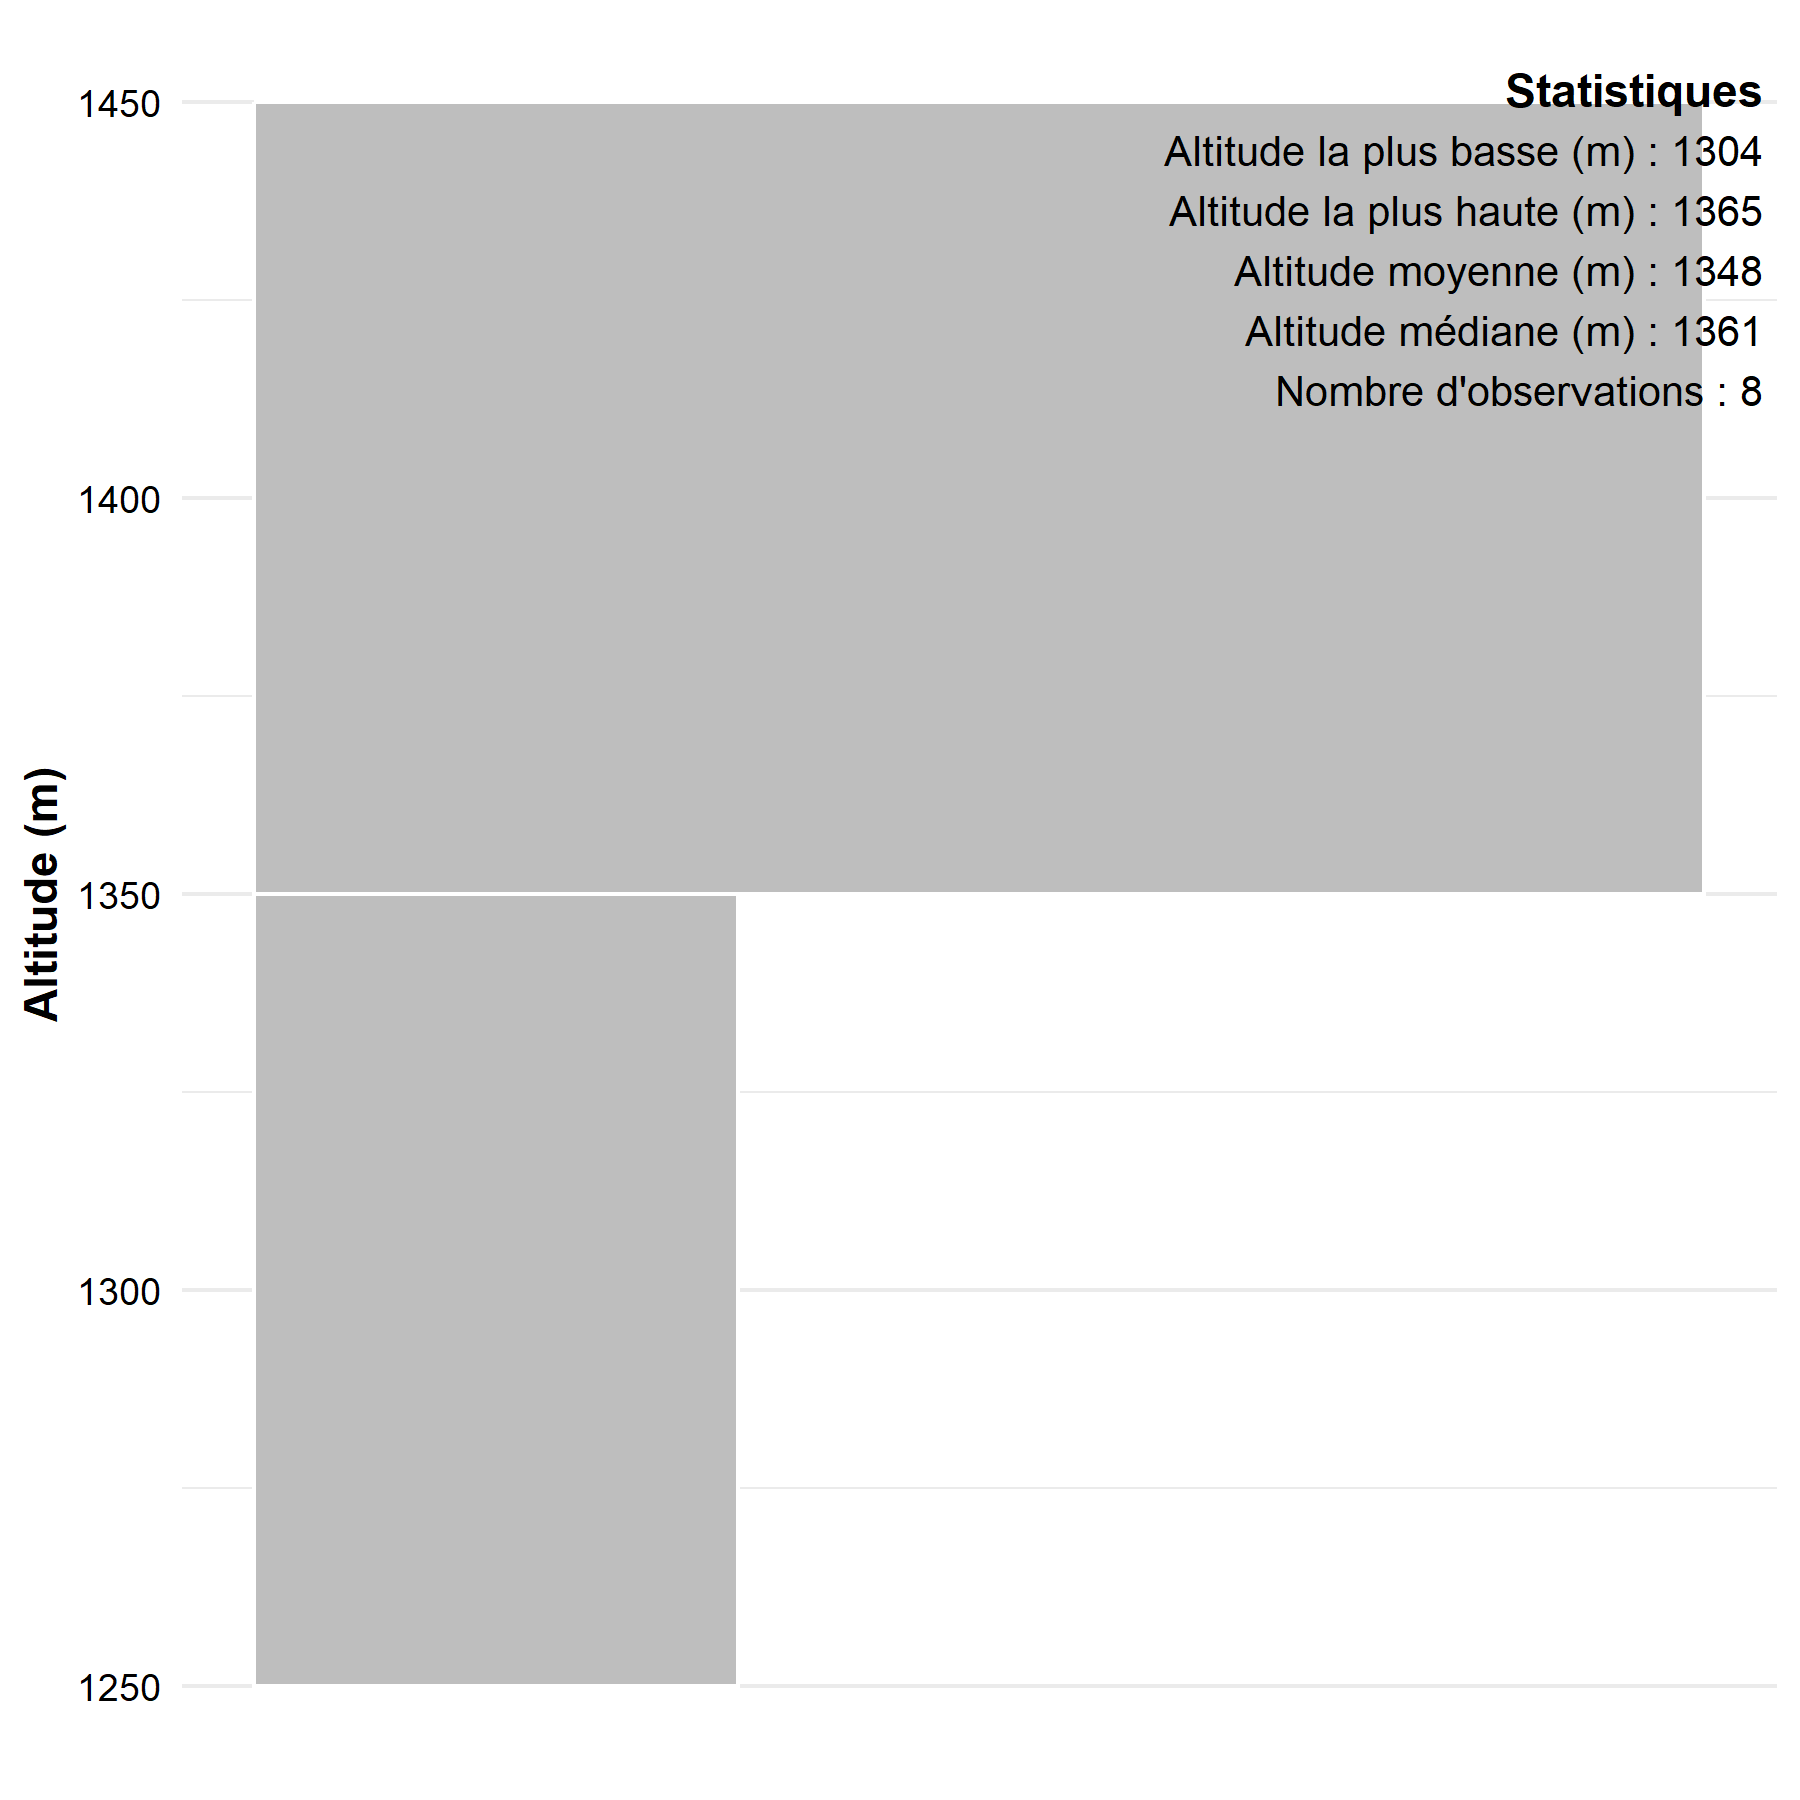 Statistiques
Altitude la plus basse (m) : 1304
Altitude la plus haute (m) : 1365
Altitude moyenne (m) : 1348
Altitude médiane (m) : 1361
Nombre d'observations : 8
1450
1400
1350
1300
1250
Altitude (m)